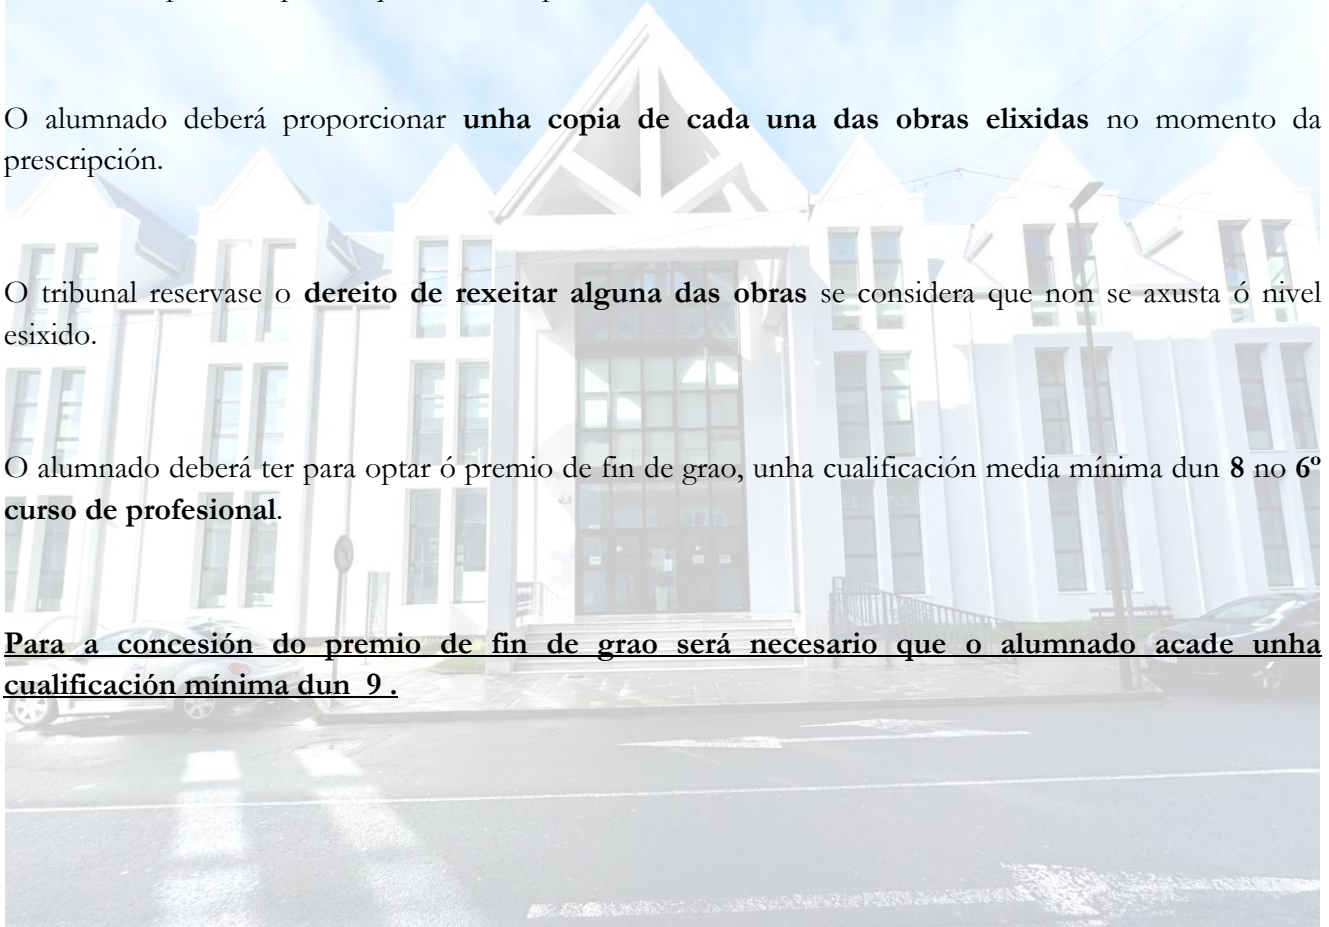 O alumnado deberá proporcionar unha copia de cada una das obras elixidas no momento da
prescripción.
O tribunal reservase o dereito de rexeitar alguna das obras se considera que non se axusta ó nivel
esixido.
O alumnado deberá ter para optar ó premio de fin de grao, unha cualificación media mínima dun 8 no 6º
curso de profesional.
Para a concesión do premio de fin de grao será necesario que o alumnado acade unha
cualificación mínima dun 9 .